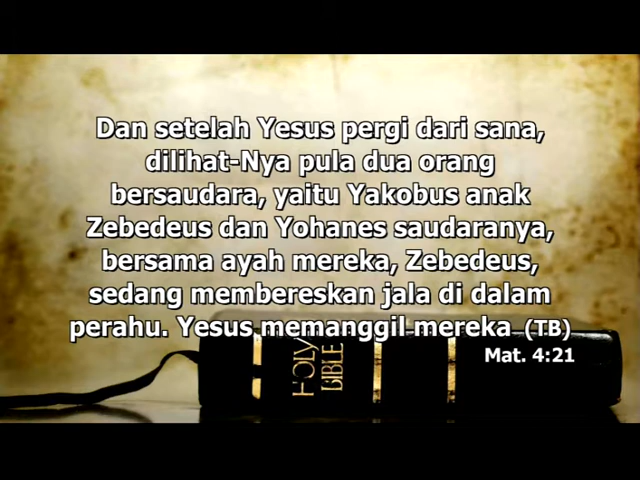 Dan setelah Yesus pergi dari sana,
dilihat-Nya pula dua orang
bersaudara, yaitu Yakobus anak
Zebedeus dan Yohanes saudaranya,
bersama ayah mereka, Zebedeus,
sedang membereskan jala di dalam
perahu. Yesus memanggil mereka (TB)
Mat. 4:21
HOLY
BIBLE